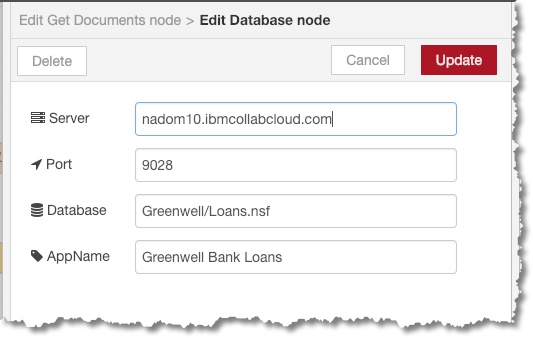 Edit Get Documents node > Edit Database node
Delete Cancel Update
Server nadom10.ibmcollabcloud.com
Port 9028
Database Greenwell/Loans.nsf
AppName Greenwell Bank Loans